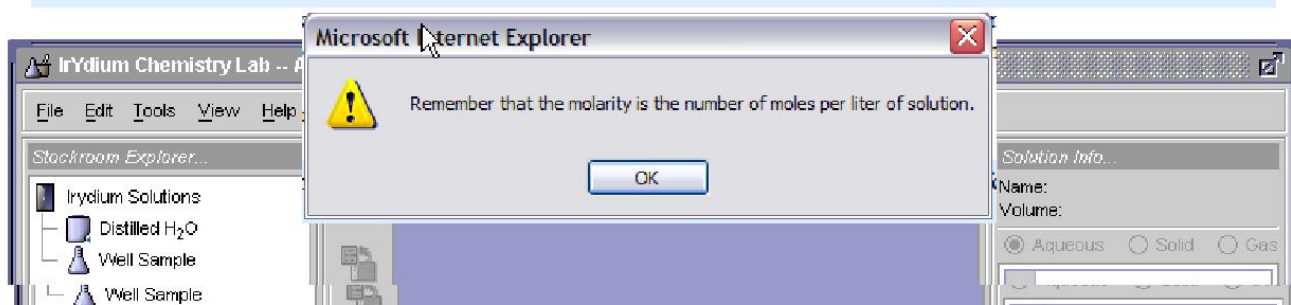 Microsoft Internet Explorer
Remember that the molarity is the number of moles per liter of solution.
OK
IrYdium Chemistry Lab -- A
File Edit Tools View Help
Stockroom Explorer...
Irydium Solutions
Distilled H₂O
Well Sample
Well Sample
Solution Info...
Name:
Volume:
Aqueous Solid Gas